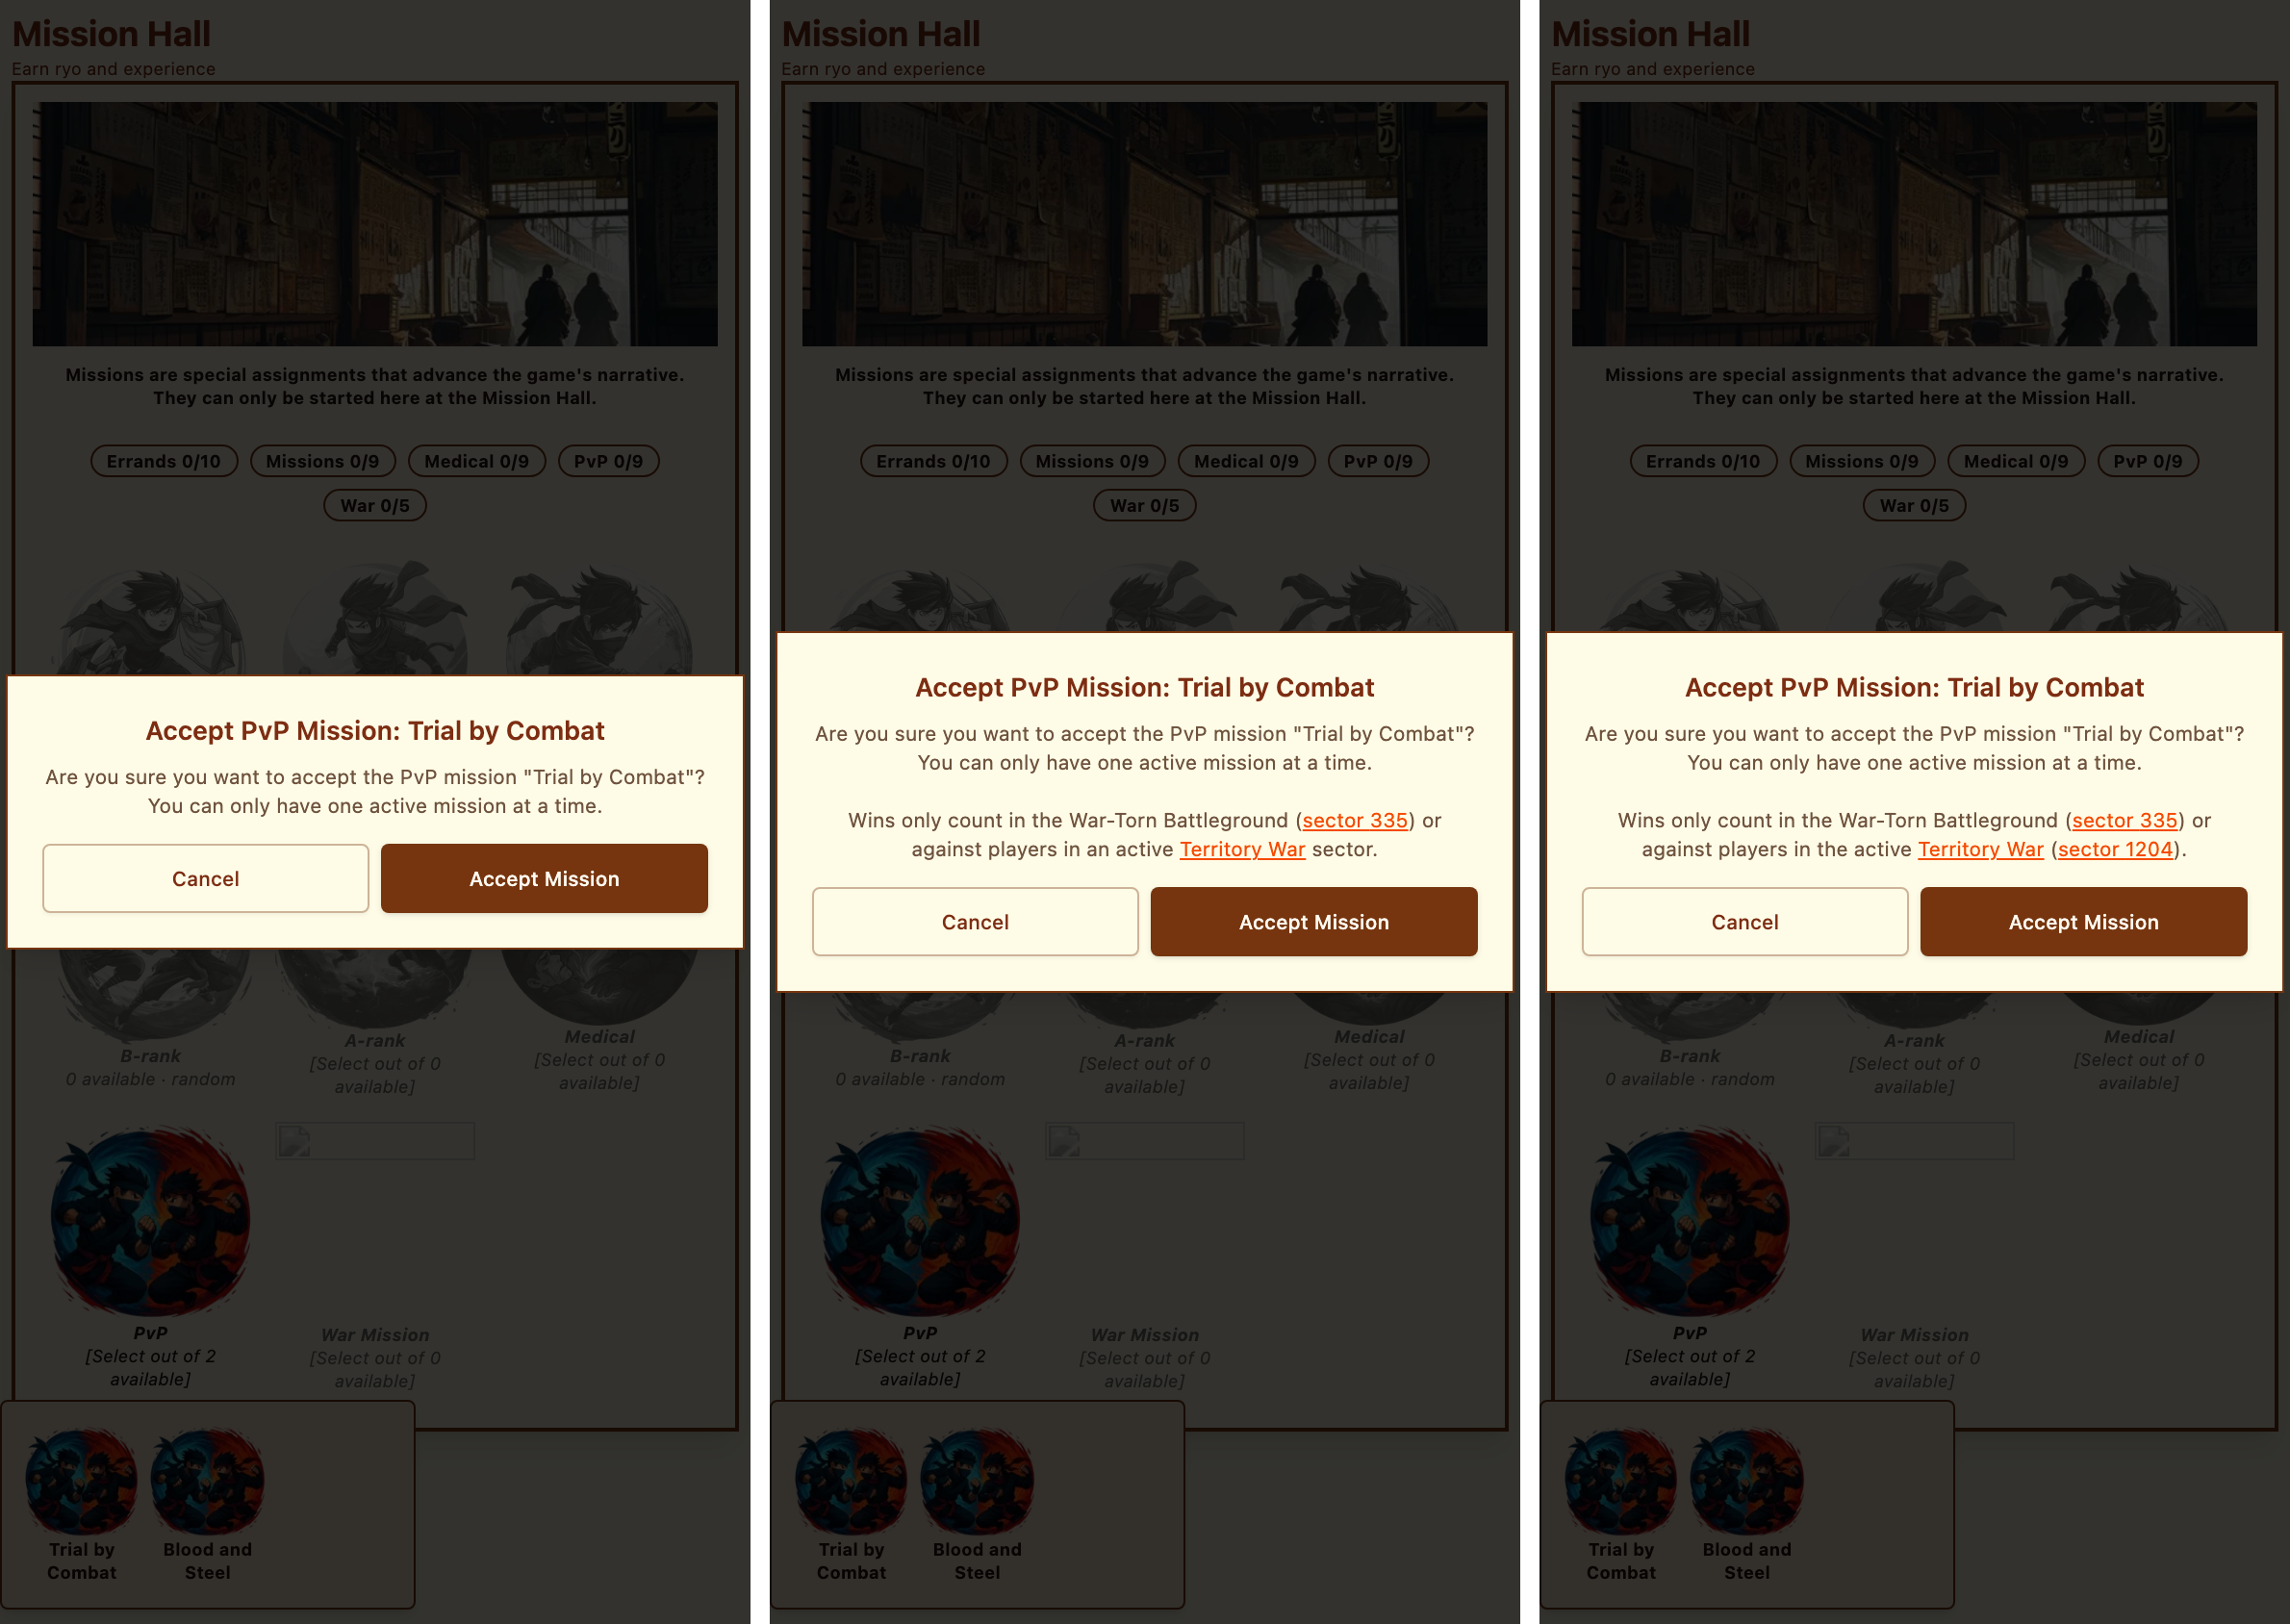 Mission Hall
Earn ryo and experience
Missions are special assignments that advance the game's narrative.
They can only be started here at the Mission Hall.
Errands 0/10
Missions 0/9
Medical 0/9
PvP 0/9
War 0/5
Accept PvP Mission: Trial by Combat
Are you sure you want to accept the PvP mission "Trial by Combat"?
You can only have one active mission at a time.
Cancel
Accept Mission
B-rank
0 available · random
A-rank
[Select out of 0
available]
Medical
[Select out of 0
available]
PvP
[Select out of 2
available]
War Mission
[Select out of 0
available]
Trial by
Combat
Blood and
Steel
Mission Hall
Earn ryo and experience
Missions are special assignments that advance the game's narrative.
They can only be started here at the Mission Hall.
Errands 0/10
Missions 0/9
Medical 0/9
PvP 0/9
War 0/5
Accept PvP Mission: Trial by Combat
Are you sure you want to accept the PvP mission "Trial by Combat"?
You can only have one active mission at a time.
Wins only count in the War-Torn Battleground (sector 335) or
against players in an active Territory War sector.
Cancel
Accept Mission
B-rank
0 available · random
A-rank
[Select out of 0
available]
Medical
[Select out of 0
available]
PvP
[Select out of 2
available]
War Mission
[Select out of 0
available]
Trial by
Combat
Blood and
Steel
Mission Hall
Earn ryo and experience
Missions are special assignments that advance the game's narrative.
They can only be started here at the Mission Hall.
Errands 0/10
Missions 0/9
Medical 0/9
PvP 0/9
War 0/5
Accept PvP Mission: Trial by Combat
Are you sure you want to accept the PvP mission "Trial by Combat"?
You can only have one active mission at a time.
Wins only count in the War-Torn Battleground (sector 335) or
against players in the active Territory War (sector 1204).
Cancel
Accept Mission
B-rank
0 available · random
A-rank
[Select out of 0
available]
Medical
[Select out of 0
available]
PvP
[Select out of 2
available]
War Mission
[Select out of 0
available]
Trial by
Combat
Blood and
Steel